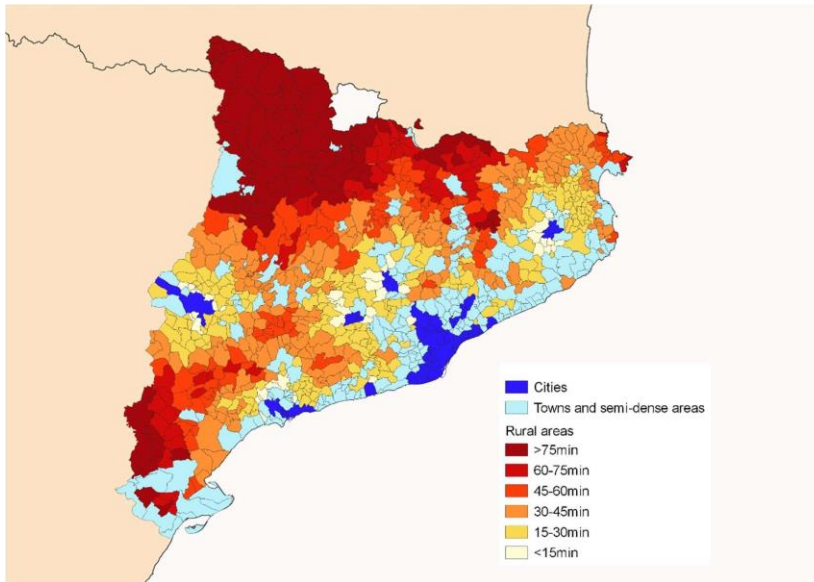 Cities
Towns and semi-dense areas
Rural areas
>75min
60-75min
45-60min
30-45min
15-30min
<15min